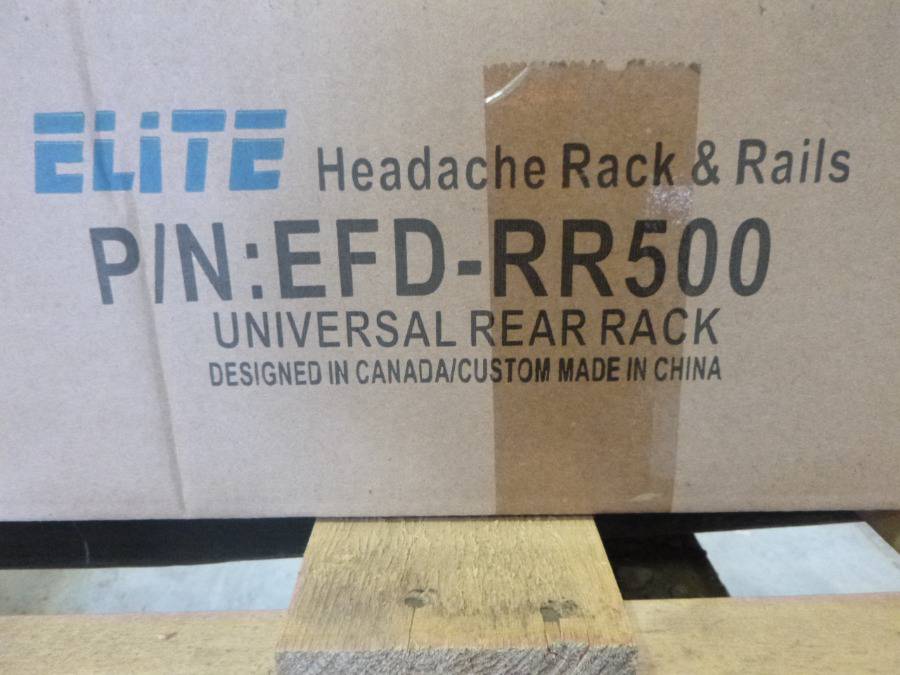 ELiTE Headache Rack & Rails
P/N:EFD-RR500
UNIVERSAL REAR RACK
DESIGNED IN CANADA/CUSTOM MADE IN CHINA